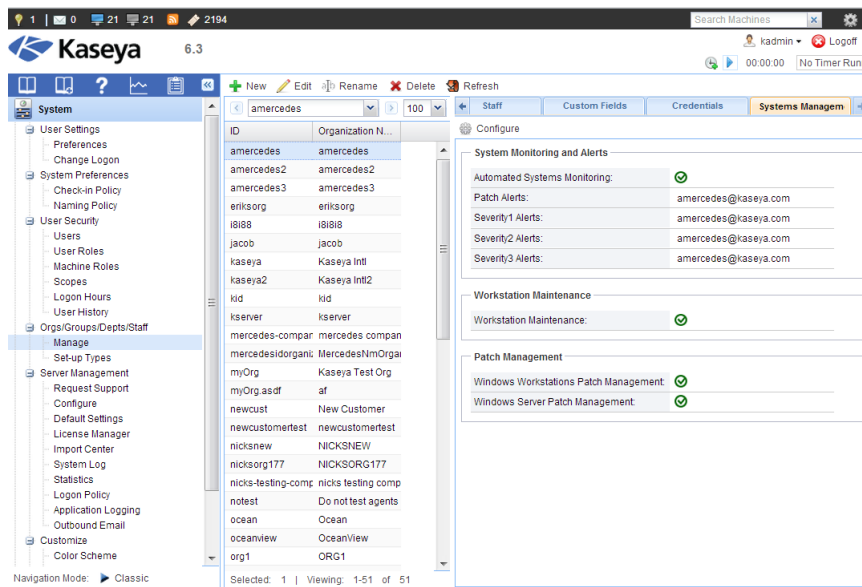 1 | 0 21 21 2194
Search Machines
Kaseya 6.3
kadmin Logoff
00:00:00 No Timer Run
New Edit Rename Delete Refresh
System
User Settings
Preferences
Change Logon
System Preferences
Check-in Policy
Naming Policy
User Security
Users
User Roles
Machine Roles
Scopes
Logon Hours
User History
Orgs/Groups/Depts/Staff
Manage
Set-up Types
Server Management
Request Support
Configure
Default Settings
License Manager
Import Center
System Log
Statistics
Logon Policy
Application Logging
Outbound Email
Customize
Color Scheme
Navigation Mode: Classic
amercedes 100
ID Organization N...
amercedes amercedes
amercedes2 amercedes2
amercedes3 amercedes3
eriksorg eriksorg
i8i88 i8i8i8
jacob jacob
kaseya Kaseya Intl
kaseya2 Kaseya Intl2
kid kid
kserver kserver
mercedes-compar mercedes compan
mercedesidorganiz MercedesNmOrgar
myOrg Kaseya Test Org
myOrg.asdf af
newcust New Customer
newcustomertest newcustomertest
nicksnew NICKSNEW
nicksorg177 NICKSORG177
nicks-testing-comp nicks testing comp
notest Do not test agents
ocean Ocean
oceanview OceanView
org1 ORG1
Selected: 1 | Viewing: 1-51 of 51
Staff Custom Fields Credentials Systems Managem
Configure
System Monitoring and Alerts
Automated Systems Monitoring:
Patch Alerts: amercedes@kaseya.com
Severity1 Alerts: amercedes@kaseya.com
Severity2 Alerts: amercedes@kaseya.com
Severity3 Alerts: amercedes@kaseya.com
Workstation Maintenance
Workstation Maintenance:
Patch Management
Windows Workstations Patch Management:
Windows Server Patch Management: